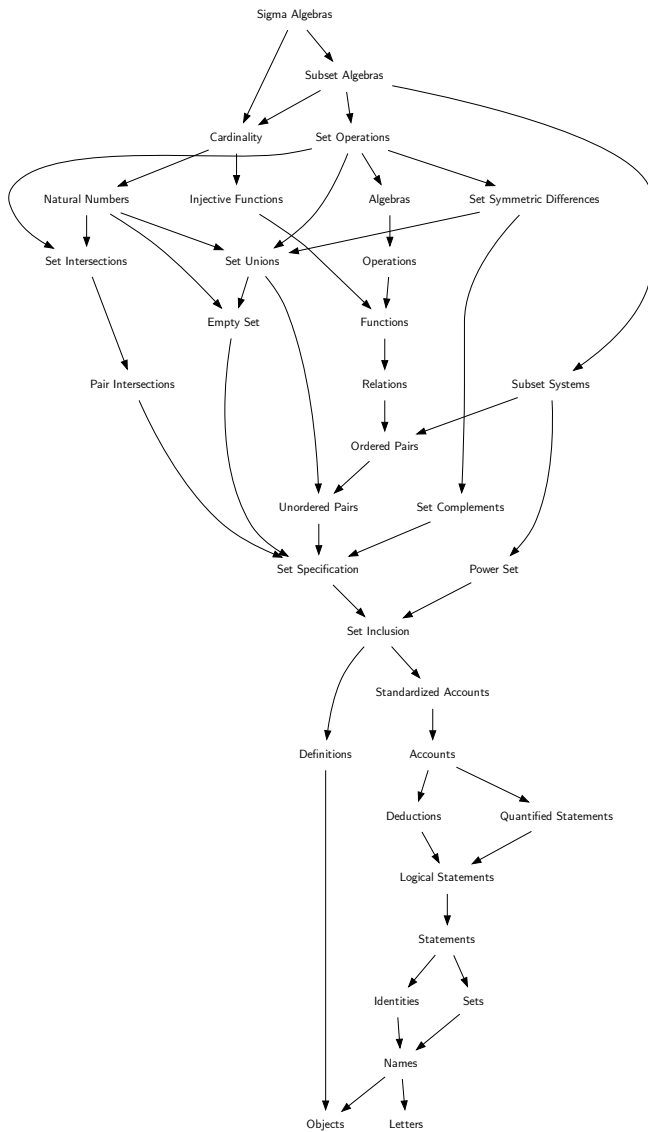 Sigma Algebras
Subset Algebras
Cardinality
Set Operations
Natural Numbers
Injective Functions
Algebras
Set Symmetric Differences
Set Intersections
Set Unions
Operations
Empty Set
Functions
Pair Intersections
Relations
Subset Systems
Ordered Pairs
Unordered Pairs
Set Complements
Set Specification
Power Set
Set Inclusion
Standardized Accounts
Definitions
Accounts
Deductions
Quantified Statements
Logical Statements
Statements
Identities
Sets
Names
Objects
Letters